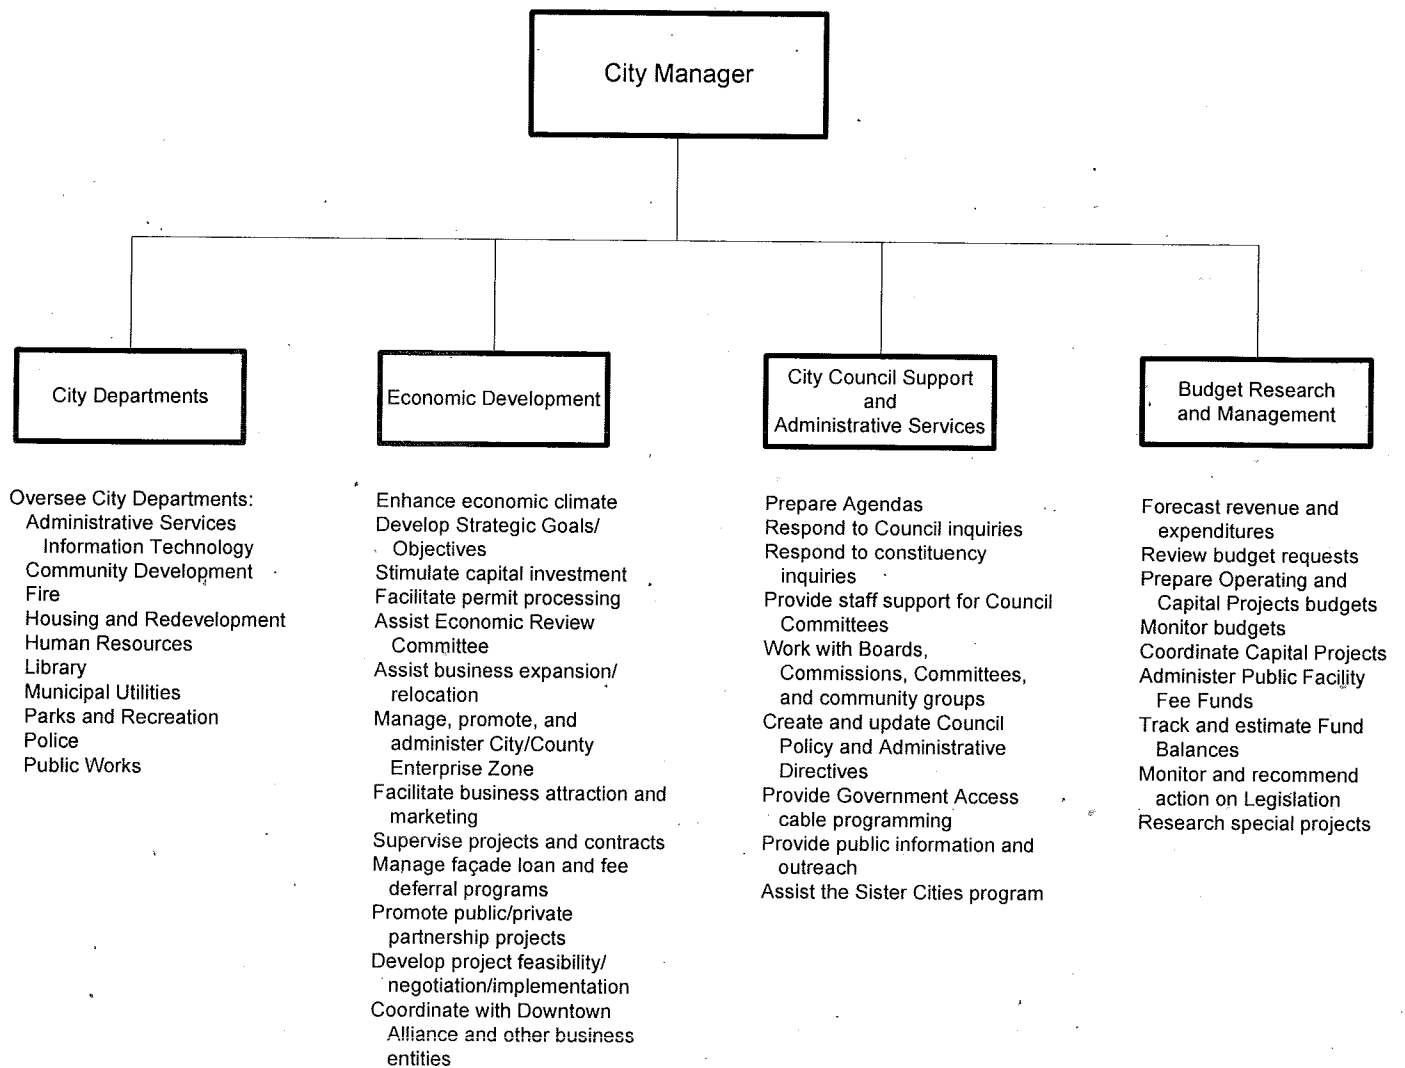 City Manager
City Departments
Oversee City Departments:
Administrative Services
Information Technology
Community Development
Fire
Housing and Redevelopment
Human Resources
Library
Municipal Utilities
Parks and Recreation
Police
Public Works
Economic Development
Enhance economic climate
Develop Strategic Goals/
Objectives
Stimulate capital investment
Facilitate permit processing
Assist Economic Review
Committee
Assist business expansion/
relocation
Manage, promote, and
administer City/County
Enterprise Zone
Facilitate business attraction and
marketing
Supervise projects and contracts
Manage façade loan and fee
deferral programs
Promote public/private
partnership projects
Develop project feasibility/
negotiation/implementation
Coordinate with Downtown
Alliance and other business
entities
City Council Support
and
Administrative Services
Prepare Agendas
Respond to Council inquiries
Respond to constituency
inquiries
Provide staff support for Council
Committees
Work with Boards,
Commissions, Committees,
and community groups
Create and update Council
Policy and Administrative
Directives
Provide Government Access
cable programming
Provide public information and
outreach
Assist the Sister Cities program
Budget Research
and Management
Forecast revenue and
expenditures
Review budget requests
Prepare Operating and
Capital Projects budgets
Monitor budgets
Coordinate Capital Projects
Administer Public Facility
Fee Funds
Track and estimate Fund
Balances
Monitor and recommend
action on Legislation
Research special projects